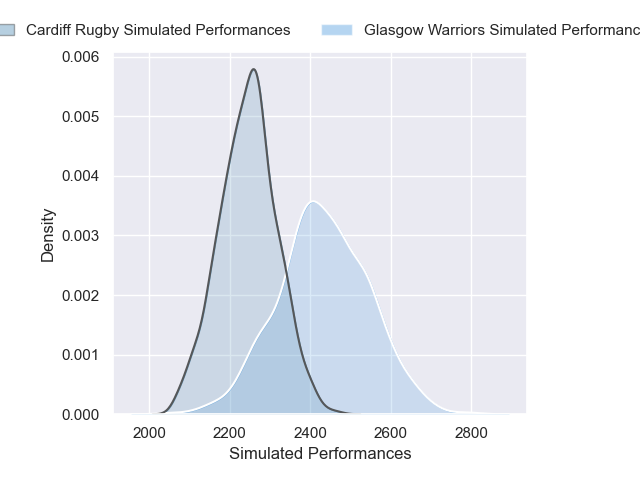 Cardiff Rugby Simulated Performances Glasgow Warriors Simulated Performanc
0.006
0.005
0.004
0.003
0.002
0.001
0.000
Density
2000 2200 2400 2600 2800
Simulated Performances